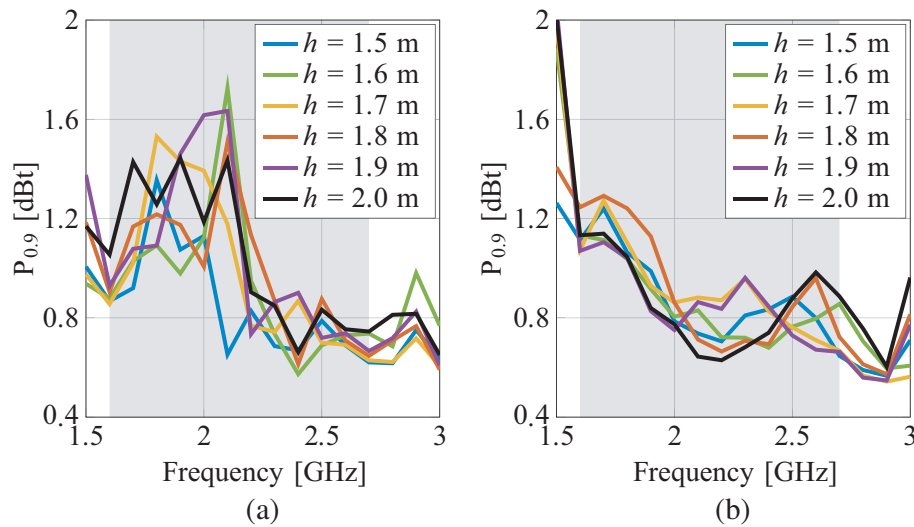 2
1.6
1.2
0.8
0.4
P0.9 [dBt]
h = 1.5 m
h = 1.6 m
h = 1.7 m
h = 1.8 m
h = 1.9 m
h = 2.0 m
1.5 2 2.5 3
Frequency [GHz]
(a)
2
1.6
1.2
0.8
0.4
P0.9 [dBt]
h = 1.5 m
h = 1.6 m
h = 1.7 m
h = 1.8 m
h = 1.9 m
h = 2.0 m
1.5 2 2.5 3
Frequency [GHz]
(b)